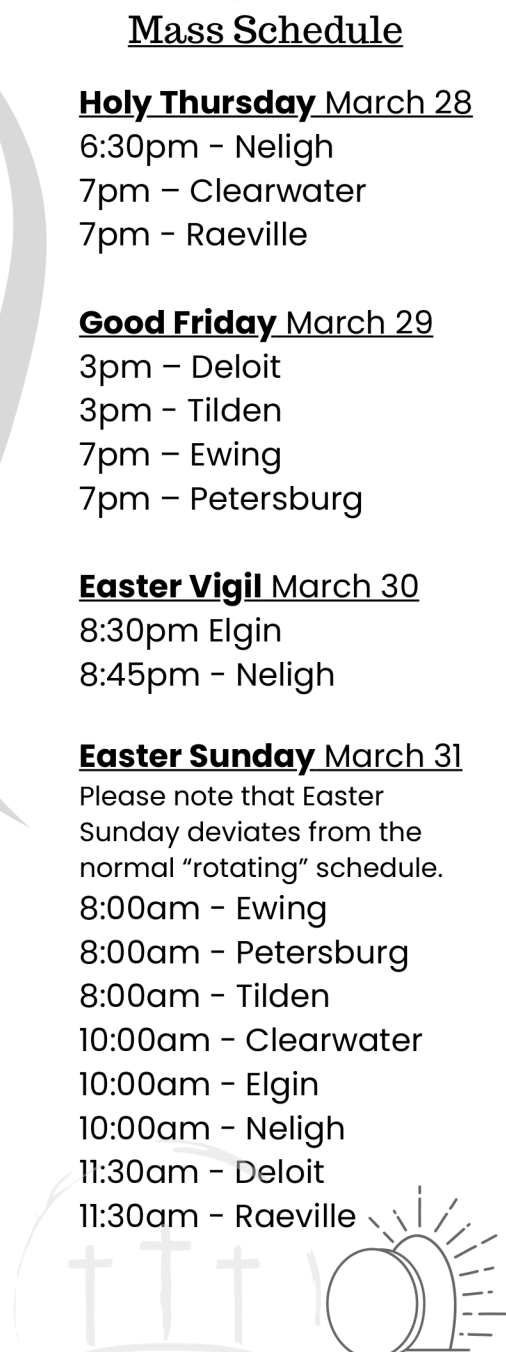 Mass Schedule
Holy Thursday March 28
6:30pm - Neligh
7pm – Clearwater
7pm - Raeville
Good Friday March 29
3pm – Deloit
3pm - Tilden
7pm – Ewing
7pm – Petersburg
Easter Vigil March 30
8:30pm Elgin
8:45pm - Neligh
Easter Sunday March 31
Please note that Easter
Sunday deviates from the
normal “rotating” schedule.
8:00am - Ewing
8:00am - Petersburg
8:00am - Tilden
10:00am - Clearwater
10:00am - Elgin
10:00am - Neligh
11:30am - Deloit
11:30am - Raeville